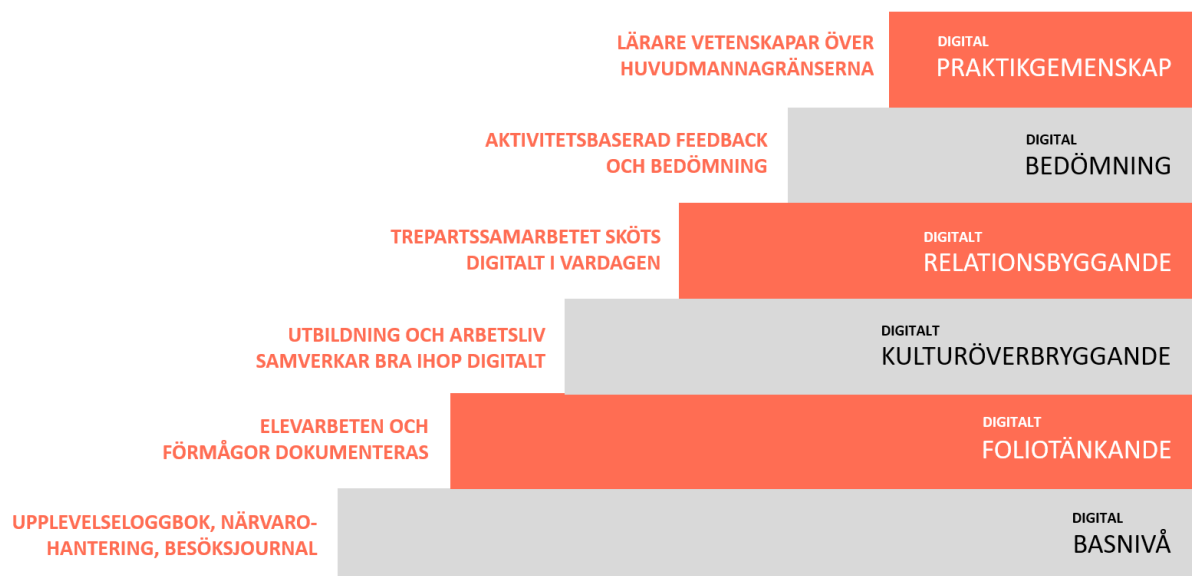 LÄRARE VETENSKAPAR ÖVER
HUVUDMANNAGRÄNSERNA
DIGITAL
PRAKTIKGEMENSKAP
AKTIVITETSBASERAD FEEDBACK
OCH BEDÖMNING
DIGITAL
BEDÖMNING
TREPARTSSAMARBETET SKÖTS
DIGITALT I VARDAGEN
DIGITALT
RELATIONSBYGGANDE
UTBILDNING OCH ARBETSLIV
SAMVERKAR BRA IHOP DIGITALT
DIGITALT
KULTURÖVERBRYGGANDE
ELEVARBETEN OCH
FÖRMÅGOR DOKUMENTERAS
DIGITALT
FOLIOTÄNKANDE
UPPLEVELSELOGGBOK, NÄRVARO-
HANTERING, BESÖKSJOURNAL
DIGITAL
BASNIVÅ